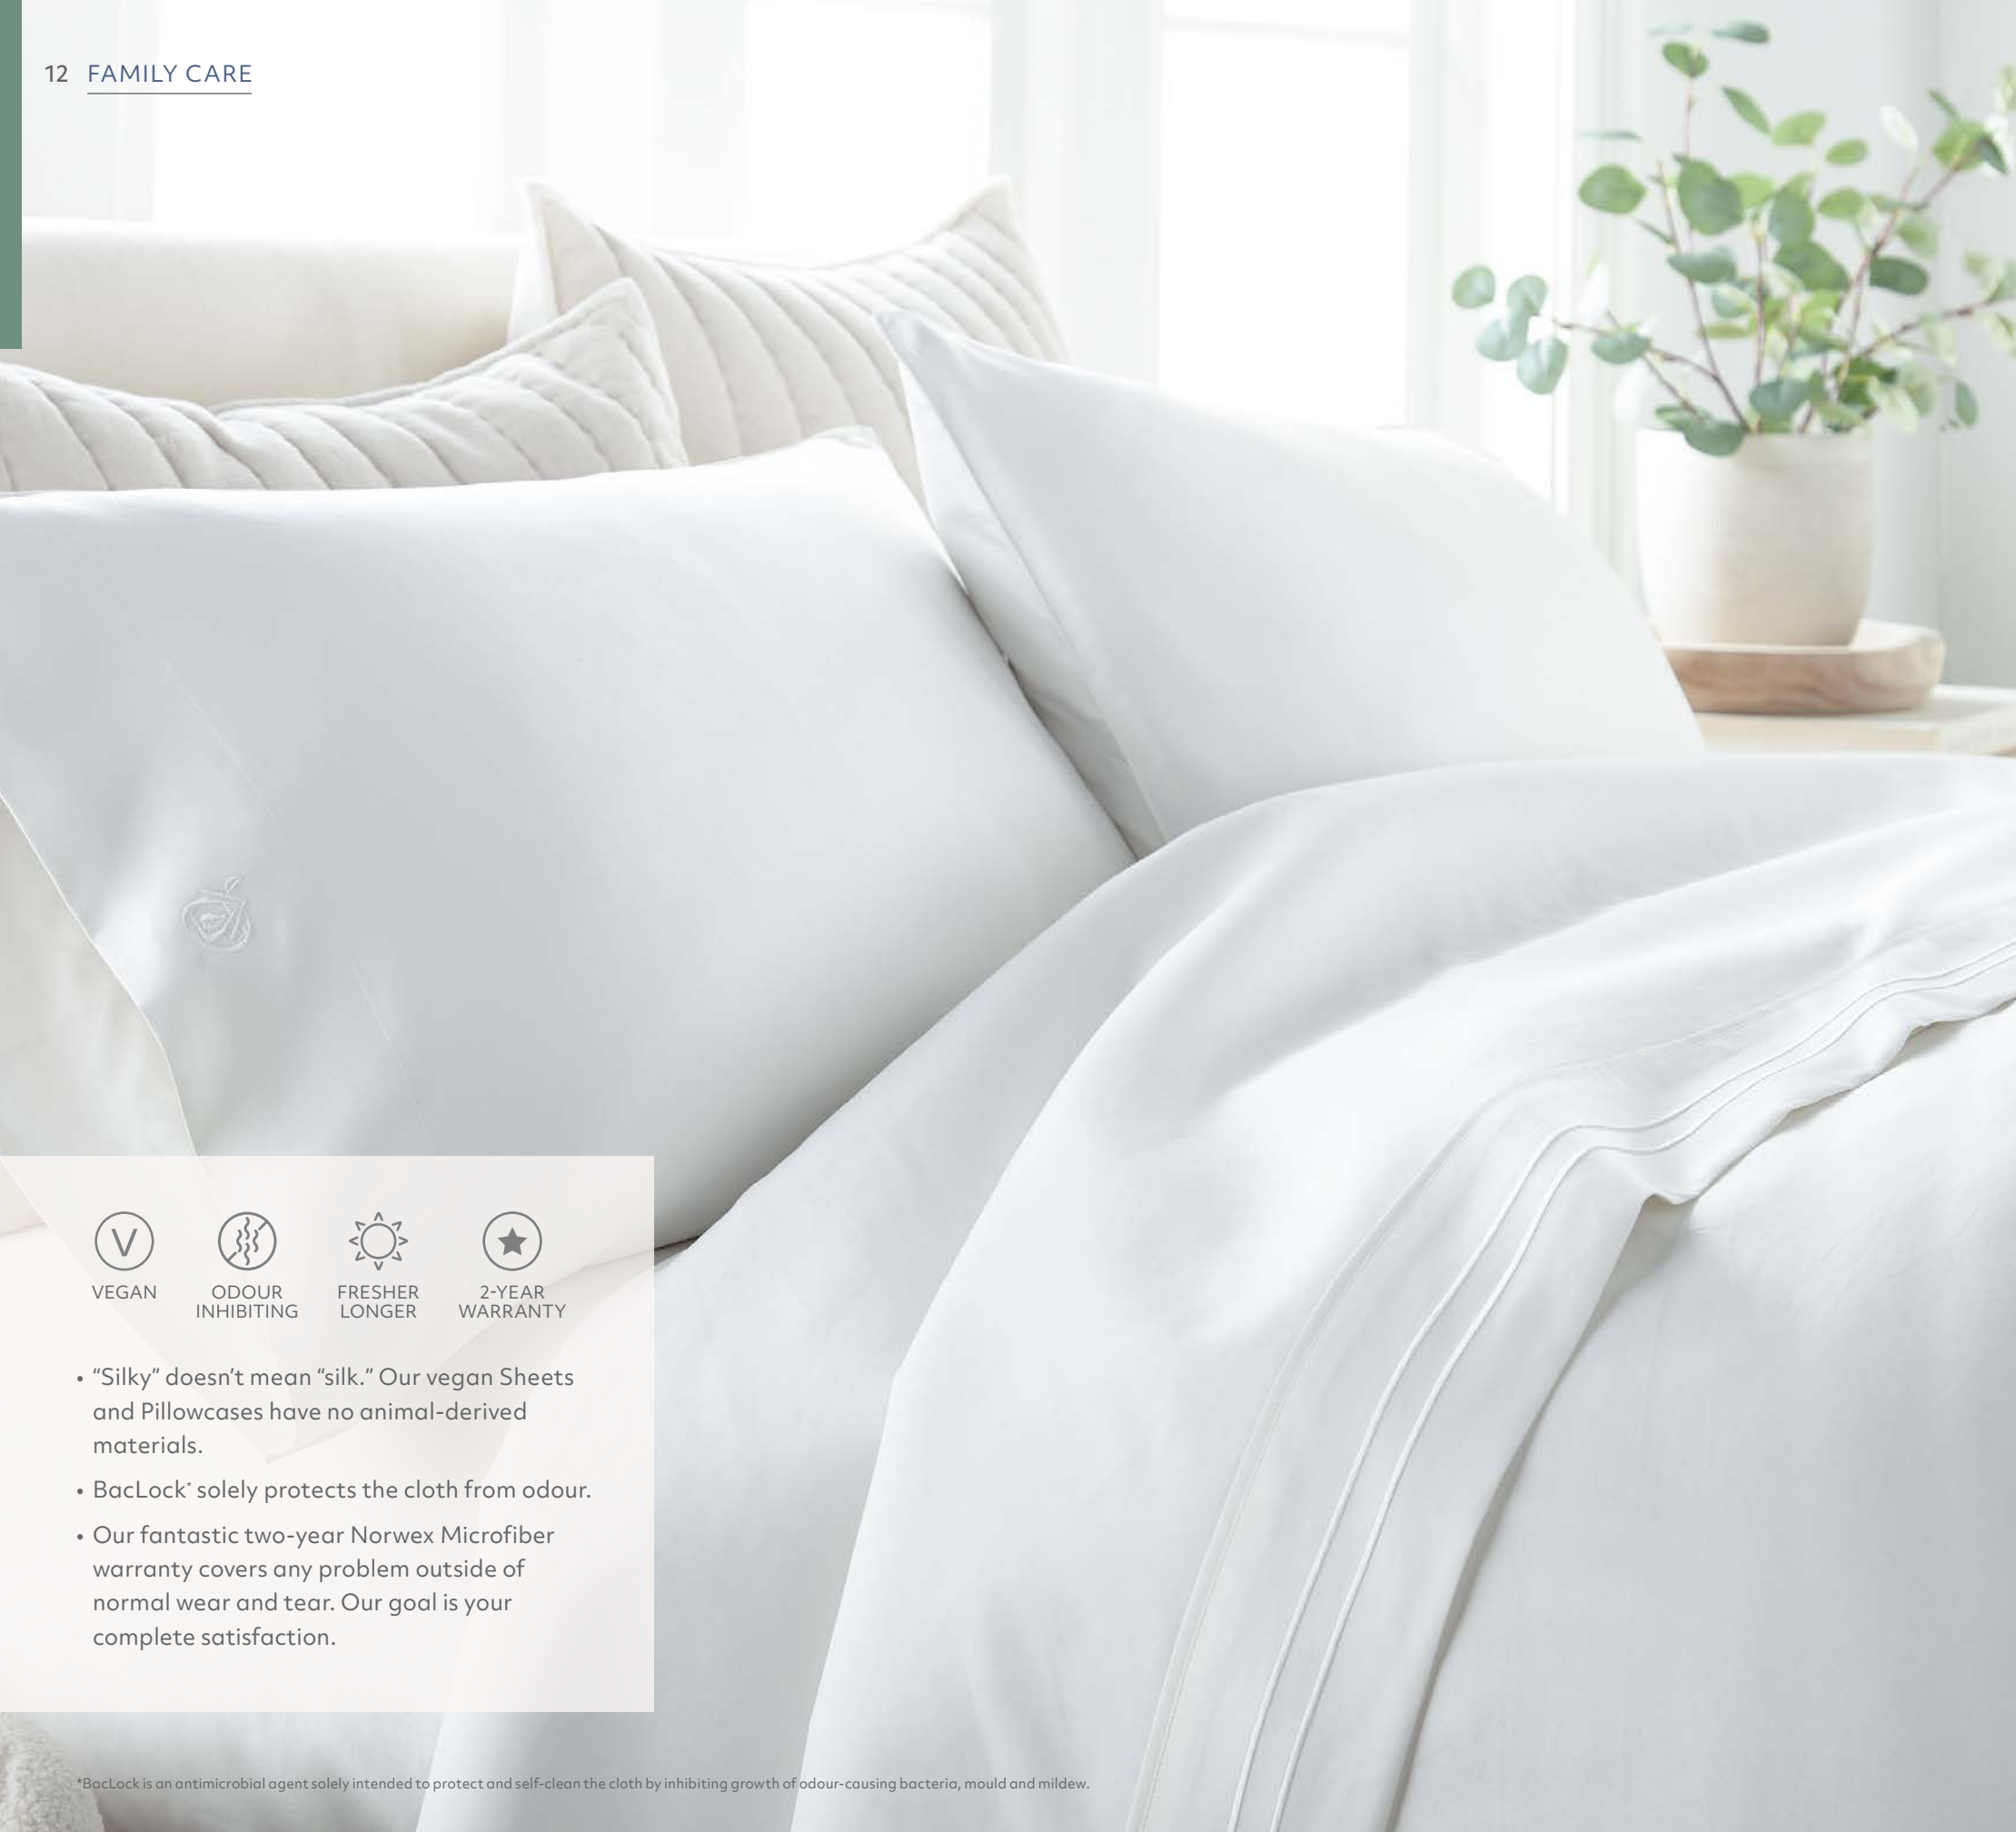 12 FAMILY CARE
V
VEGAN
ODOUR
INHIBITING
FRESHER
LONGER
2-YEAR
WARRANTY
• “Silky” doesn’t mean “silk.” Our vegan Sheets
and Pillowcases have no animal-derived
materials.
• BacLock* solely protects the cloth from odour.
• Our fantastic two-year Norwex Microfiber
warranty covers any problem outside of
normal wear and tear. Our goal is your
complete satisfaction.
*BacLock is an antimicrobial agent solely intended to protect and self-clean the cloth by inhibiting growth of odour-causing bacteria, mould and mildew.